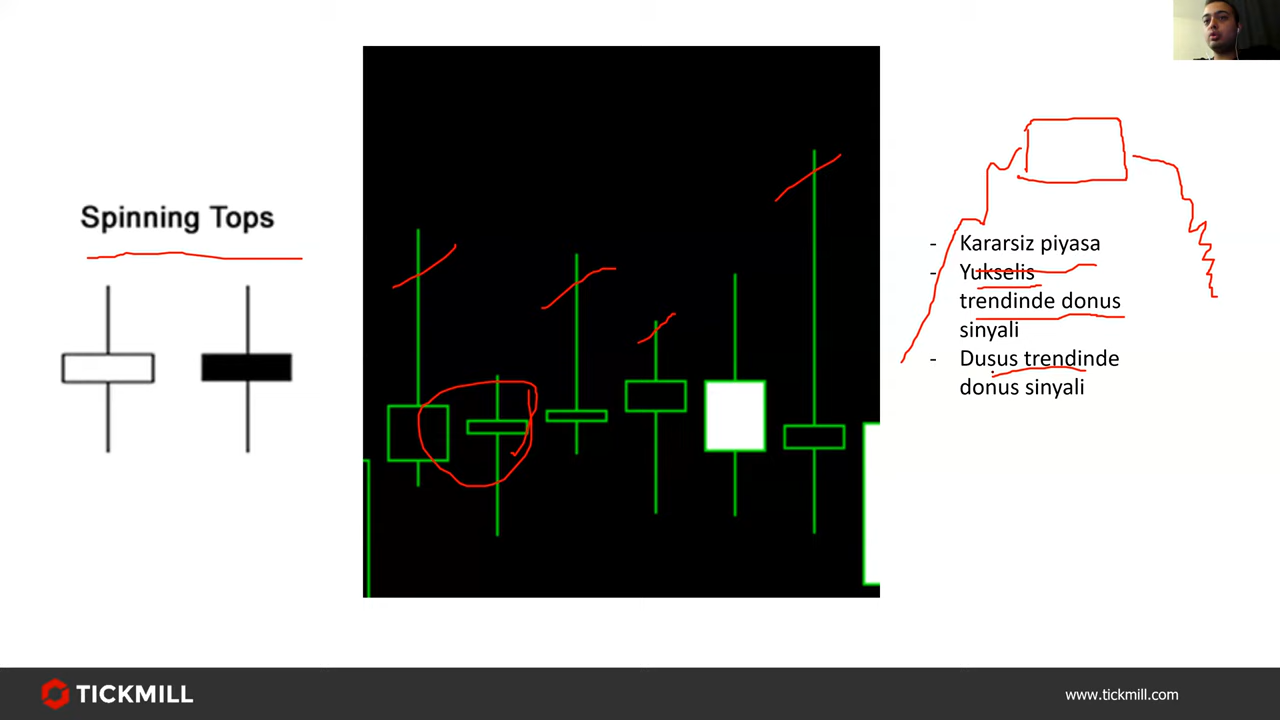 Spinning Tops
- Kararsiz piyasa
- Yukselis
trendinde donus
sinyali
- Dusus trendinde
donus sinyali
TICKMILL
www.tickmill.com